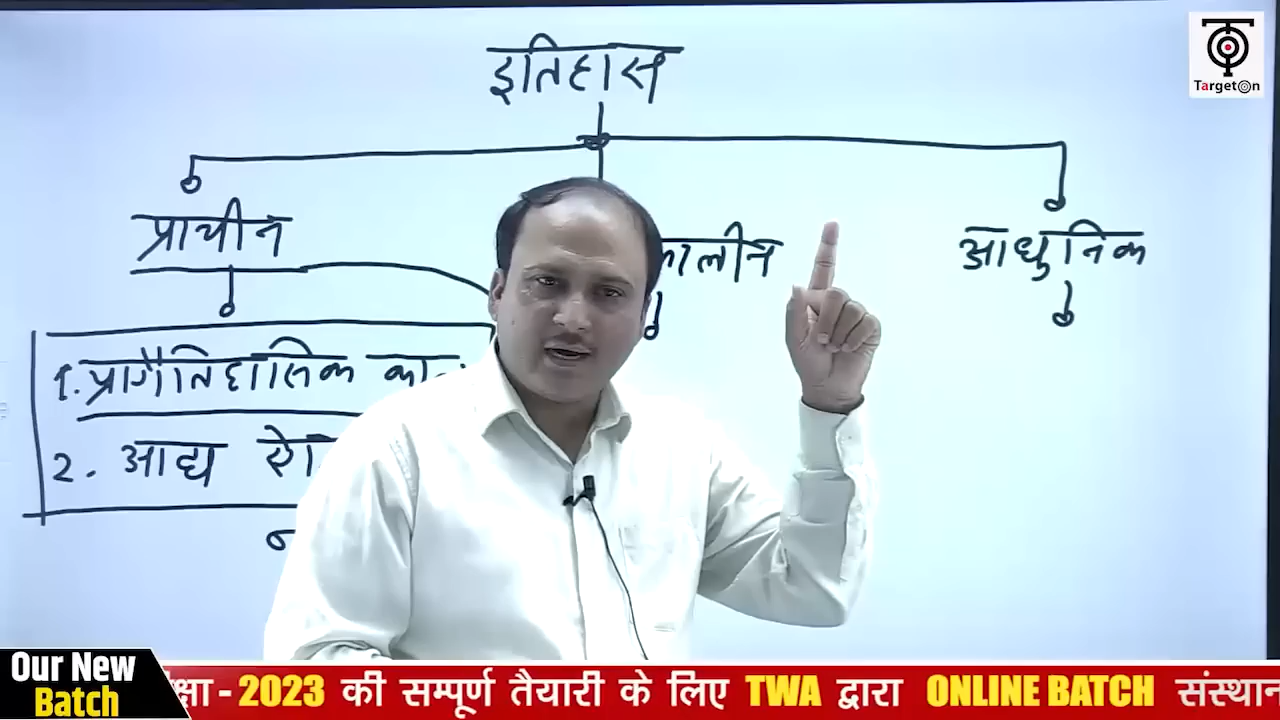 इतिहास
TargetOn
प्राचीन
कालीन
आधुनिक
1. प्रागैतिहासिक
2. आद्य
Our New
Batch
- 2023 की सम्पूर्ण तैयारी के लिए TWA द्वारा ONLINE BATCH